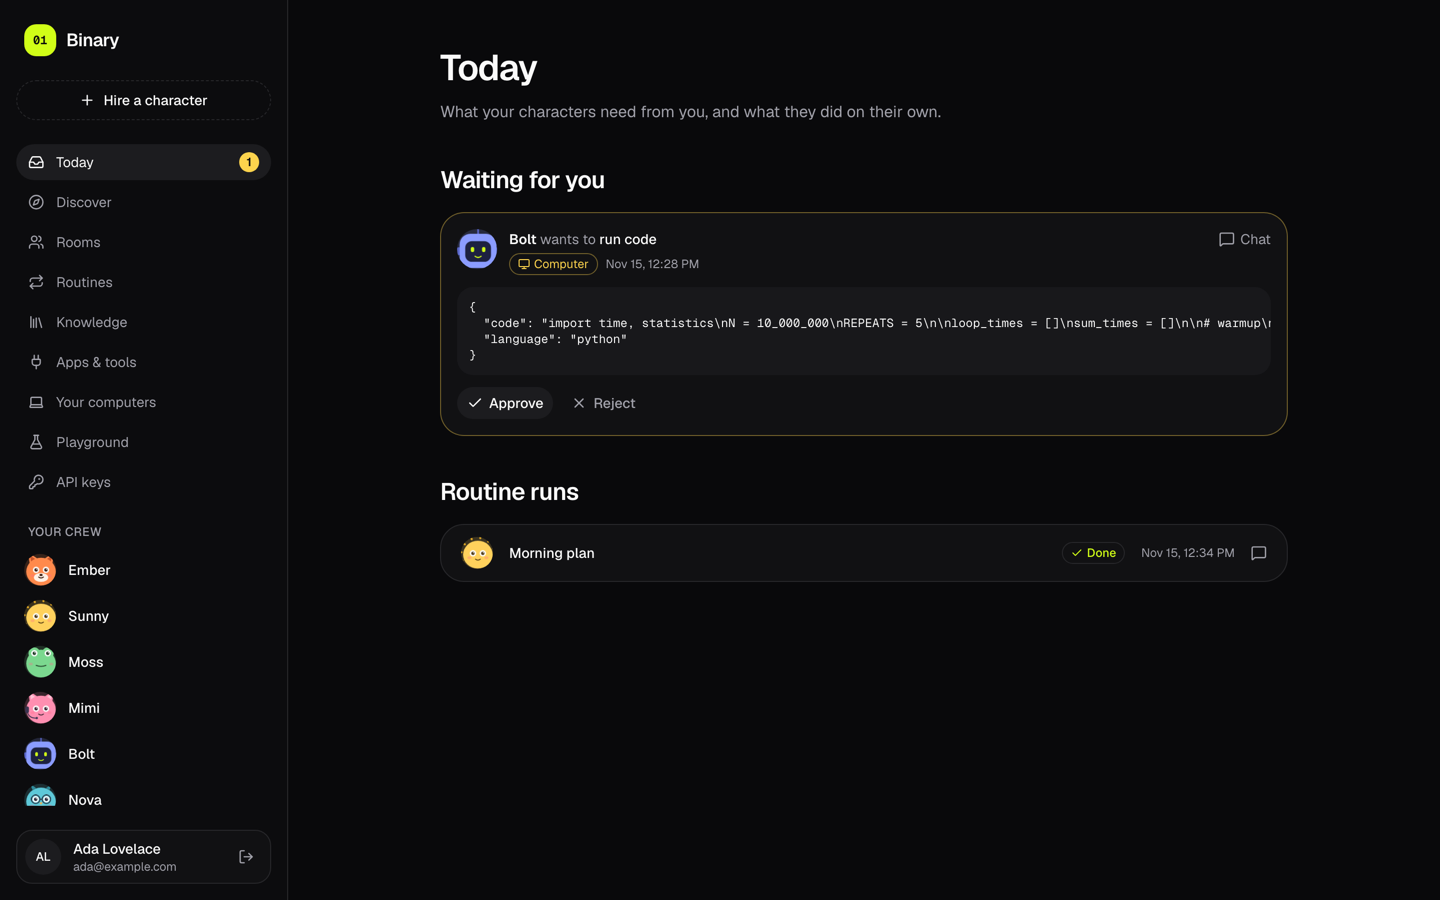 01 Binary
Hire a character
Today 1
Discover
Rooms
Routines
Knowledge
Apps & tools
Your computers
Playground
API keys
YOUR CREW
Ember
Sunny
Moss
Mimi
Bolt
Nova
AL
Ada Lovelace
ada@example.com
Today
What your characters need from you, and what they did on their own.
Waiting for you
Bolt wants to run code
Chat
Computer Nov 15, 12:28 PM
{
"code": "import time, statistics\nN = 10_000_000\nREPEATS = 5\n\nloop_times = []\nsum_times = []\n\n# warmup\n
"language": "python"
}
Approve Reject
Routine runs
Morning plan Done Nov 15, 12:34 PM